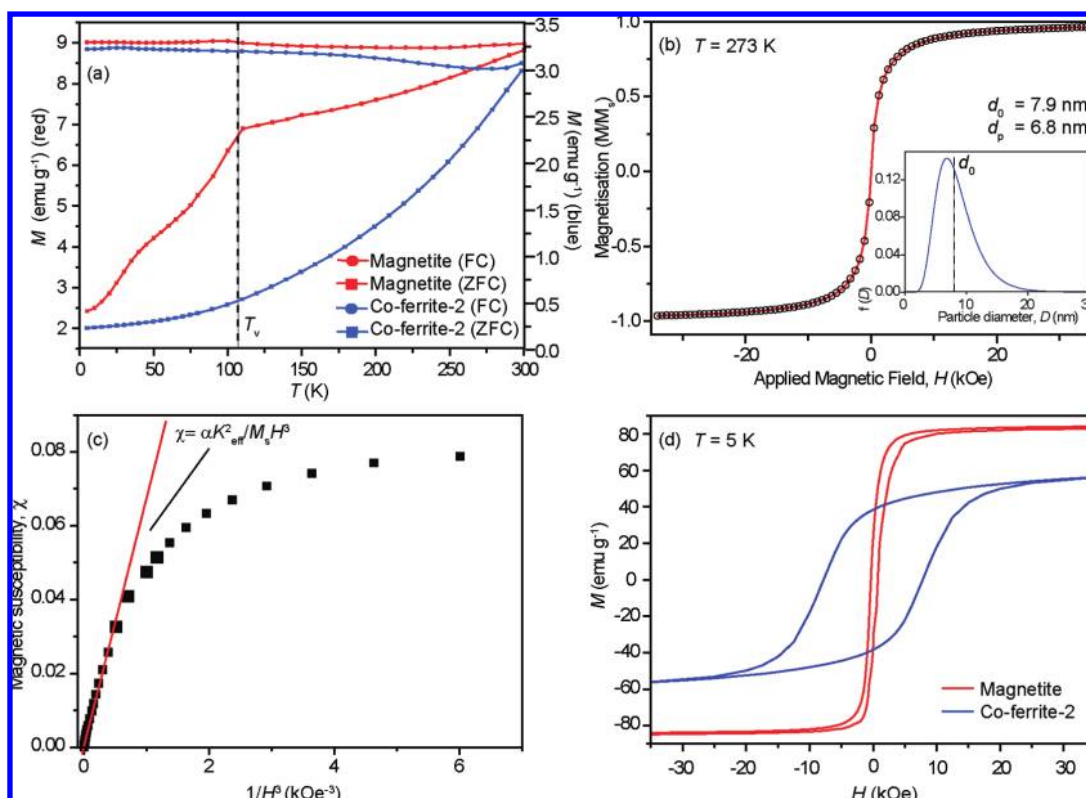 (a)
M (emu g⁻¹) (red)
9
8
7
6
5
4
3
2
3.5
3.0
2.5
2.0
1.5
1.0
0.5
0.0
M (emu g⁻¹) (blue)
Magnetite (FC)
Magnetite (ZFC)
Co-ferrite-2 (FC)
Co-ferrite-2 (ZFC)
Tv
0 50 100 150 200 250 300
T (K)
(b) T = 273 K
Magnetisation (M/Mₛ)
1.0
0.5
0.0
-0.5
-1.0
d₀ = 7.9 nm
dₚ = 6.8 nm
d₀
f (D)
0.12
0.08
0.04
0.00
0 10 20 30
Particle diameter, D (nm)
-20 0 20
Applied Magnetic Field, H (kOe)
(c)
χ= αK²eff/MₛH³
Magnetic susceptibility, χ
0.08
0.06
0.04
0.02
0.00
0 2 4 6
1/H³ (kOe⁻³)
(d) T = 5 K
M (emu g⁻¹)
80
60
40
20
0
-20
-40
-60
-80
Magnetite
Co-ferrite-2
-30 -20 -10 0 10 20 30
H (kOe)